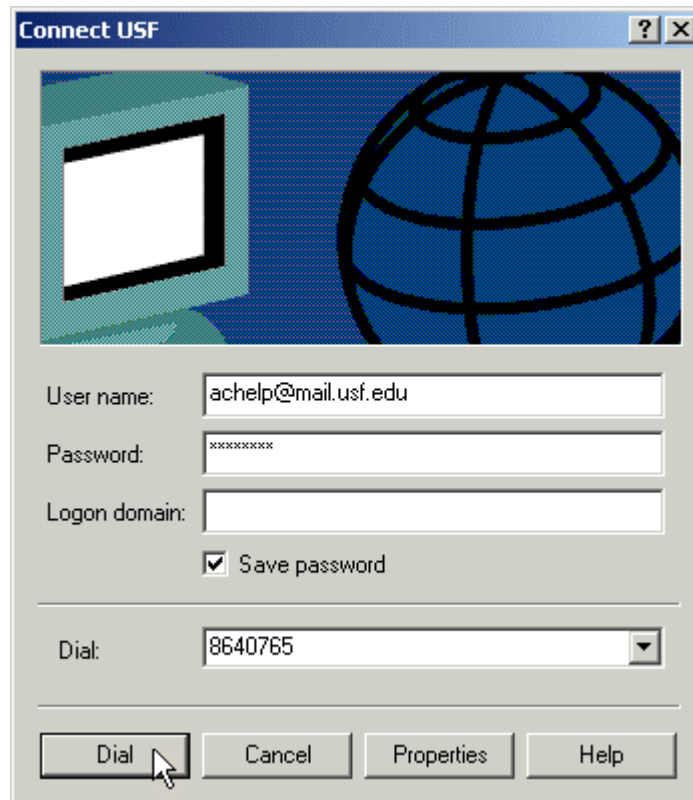 Connect USF
User name: achelp@mail.usf.edu
Password: ********
Logon domain:
Save password
Dial: 8640765
Dial Cancel Properties Help